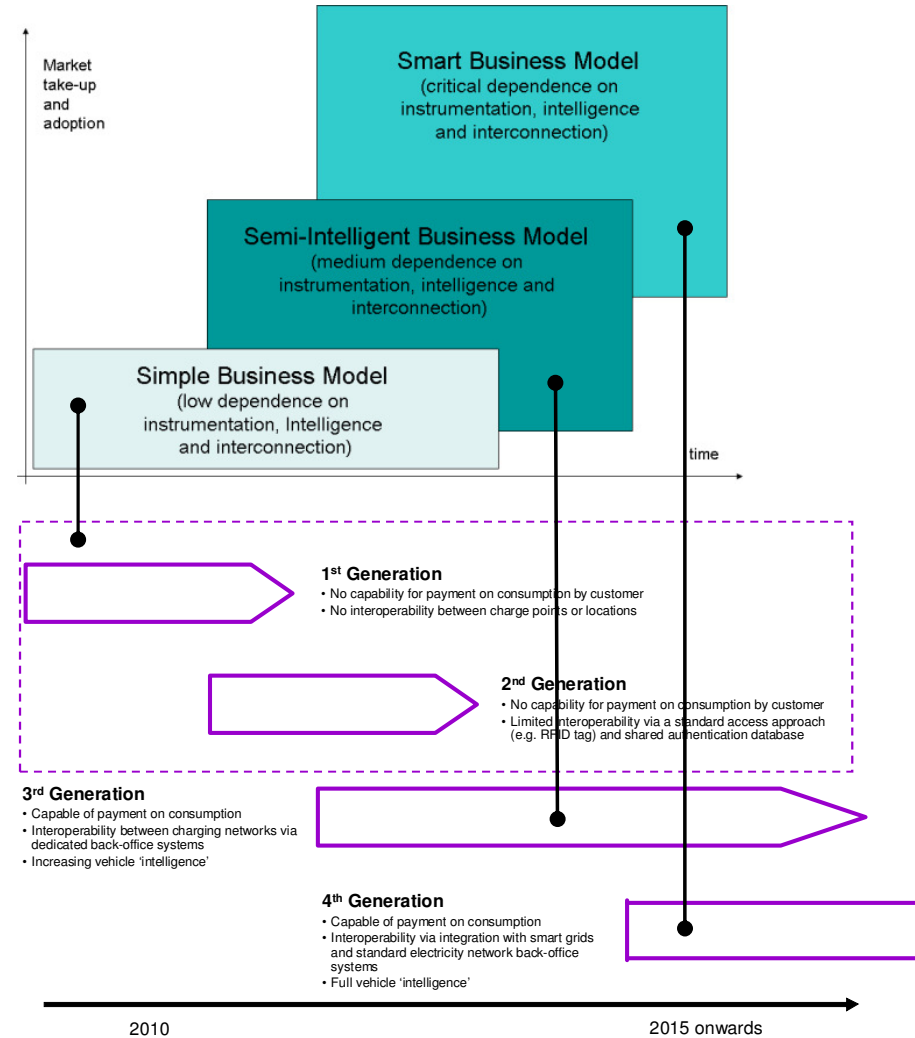 Market
take-up
and
adoption
Smart Business Model
(critical dependence on
instrumentation, intelligence
and interconnection)
Semi-Intelligent Business Model
(medium dependence on
instrumentation, intelligence and
interconnection)
Simple Business Model
(low dependence on
instrumentation, Intelligence
and interconnection)
time
1st Generation
• No capability for payment on consumption by customer
• No interoperability between charge points or locations
2nd Generation
• No capability for payment on consumption by customer
• Limited interoperability via a standard access approach
(e.g. RFID tag) and shared authentication database
3rd Generation
• Capable of payment on consumption
• Interoperability between charging networks via
dedicated back-office systems
• Increasing vehicle ‘intelligence’
4th Generation
• Capable of payment on consumption
• Interoperability via integration with smart grids
and standard electricity network back-office
systems
• Full vehicle ‘intelligence’
2010
2015 onwards